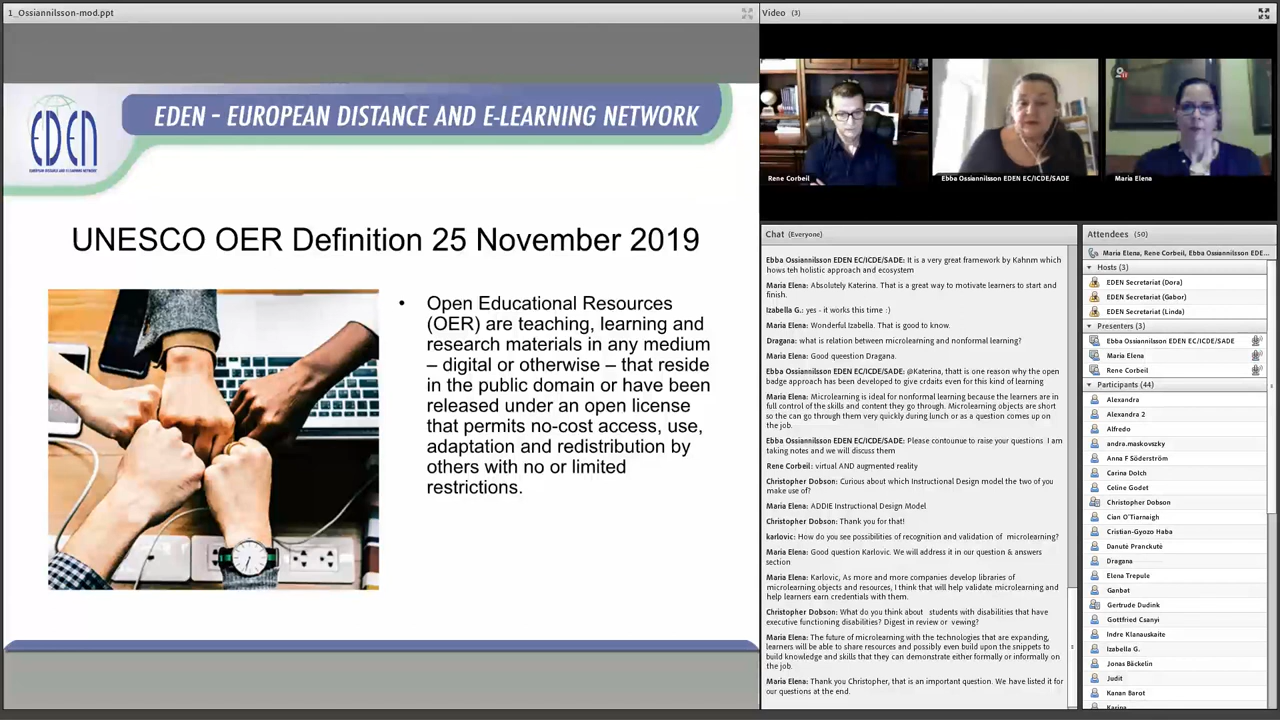 1_Ossiannilsson-mod.ppt
EDEN
EUROPEAN DISTANCE AND E-LEARNING NETWORK
EDEN - EUROPEAN DISTANCE AND E-LEARNING NETWORK
UNESCO OER Definition 25 November 2019
• Open Educational Resources
(OER) are teaching, learning and
research materials in any medium
– digital or otherwise – that reside
in the public domain or have been
released under an open license
that permits no-cost access, use,
adaptation and redistribution by
others with no or limited
restrictions.
Video (3)
Rene Corbeil
Ebba Ossiannilsson EDEN EC/ICDE/SADE
Maria Elena
Chat (Everyone)
Ebba Ossiannilsson EDEN EC/ICDE/SADE: It is a very great framework by Kahnm which
hows teh holistic approach and ecosystem
Maria Elena: Absolutely Katerina. That is a great way to motivate learners to start and
finish.
Izabella G.: yes - it works this time :)
Maria Elena: Wonderful Izabella. That is good to know.
Dragana: what is relation between microlearning and nonformal learning?
Maria Elena: Good queestion Dragana.
Ebba Ossiannilsson EDEN EC/ICDE/SADE: @Katerina, thatt is one reason why the open
badge approach has been developed to give crdaits even for this kind of learning
Maria Elena: Microlearning is ideal for nonformal learning because the learners are in
full control of the skills and content they go through. Microlearning objects are short
so the can go through them very quickly during lunch or as a question comes up on
the job.
Ebba Ossiannilsson EDEN EC/ICDE/SADE: Please contounue to raise your questions I am
taking notes and we will discuss them
Rene Corbeil: virtual AND augmented reality
Christopher Dobson: Curious about which Instructional Design model the two of you
make use of?
Maria Elena: ADDIE Instructional Design Model
Christopher Dobson: Thank you for that!
karlovic: How do you see possibilities of recognition and validation of microlearning?
Maria Elena: Good question Karlovic. We will address it in our question & answers
section
Maria Elena: Karlovic, As more and more companies develop libraries of
microlearning objects and resources, I think that will help validate microlearning and
help learners earn credentials with them.
Christopher Dobson: What do you think about students with disabilities that have
executive functioning disabilities? Digest in review or vewing?
Maria Elena: The future of microlearning with the technologies that are expanding,
learners will be able to share resources and possibly even build upon the snippets to
build knowledge and skills that they can demonstrate either formally or informally on
the job.
Maria Elena: Thank you Christopher, that is an important question. We have listed it for
our questions at the end.
Attendees (50)
Maria Elena, Rene Corbeil, Ebba Ossiannilsson EDE...
Hosts (3)
EDEN Secretariat (Dora)
EDEN Secretariat (Gabor)
EDEN Secretariat (Linda)
Presenters (3)
Ebba Ossiannilsson EDEN EC/ICDE/SADE
Maria Elena
Rene Corbeil
Participants (44)
Alexandra
Alexandra 2
Alfredo
andra.maskovszky
Anna F Söderström
Carina Dolch
Celine Godet
Christopher Dobson
Cian O'Tiarnaigh
Cristian-Gyozo Haba
Danutė Pranckutė
Dragana
Elena Trepule
Ganbat
Gertrude Dudink
Gottfried Csanyi
Indre Klanauskaite
Izabella G.
Jonas Bäckelin
Judit
Kanan Barot
Karina